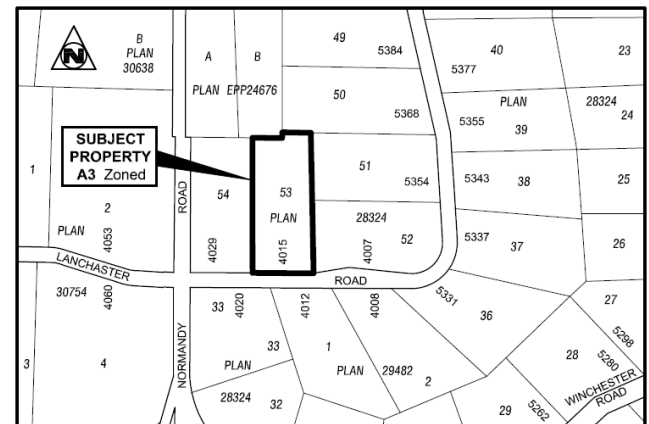 N
B
PLAN
30638
A
B
PLAN EPP24676
49
5384
50
5368
5377
40
23
PLAN
28324
24
5355
39
SUBJECT
PROPERTY
A3 Zoned
1
2
PLAN
4053
ROAD
54
4029
53
PLAN
4015
51
5354
28324
4007
52
5343
38
25
5337
37
26
LANCHASTER
ROAD
30754
4060
3
4
NORMANDY
33
4020
33
PLAN
28324
32
4012
1
PLAN
29482
4008
2
5331
36
27
5298
28
5280
WINCHESTER
ROAD
29
5262